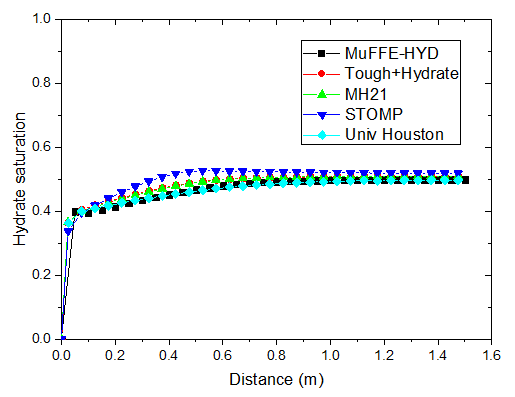 1.0
0.8
0.6
0.4
0.2
0.0
Hydrate saturation
MuFFE-HYD
Tough+Hydrate
MH21
STOMP
Univ Houston
0.0 0.2 0.4 0.6 0.8 1.0 1.2 1.4 1.6
Distance (m)